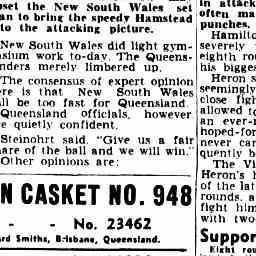 set the New South Wales set
an to bring the speedy Hamstead
to the attacking picture.
New South Wales did light gym-
sium work to-day. The Queens-
nders merely limbered up.
The consensus of expert opinion
ere is that New South Wales
ll be too fast for Queensland.
Queensland officials, however,
e quietly confident.
Steinohrt said, "Give us a fair
are of the ball and we will win."
Other opinions are:
N CASKET NO. 948
- - No. 23462
rd Smiths, Brisbane, Queensland.
in attack
often ma
punches.
Hamilto
severely
eighth rou
his bigges
Heron s
seemingly
close figh
allowed t
an ever-r
hoped-for
never car
quently b
The Vi
Heron's h
of the lat
rounds, a
fight him
with two
Suppor
Eight r